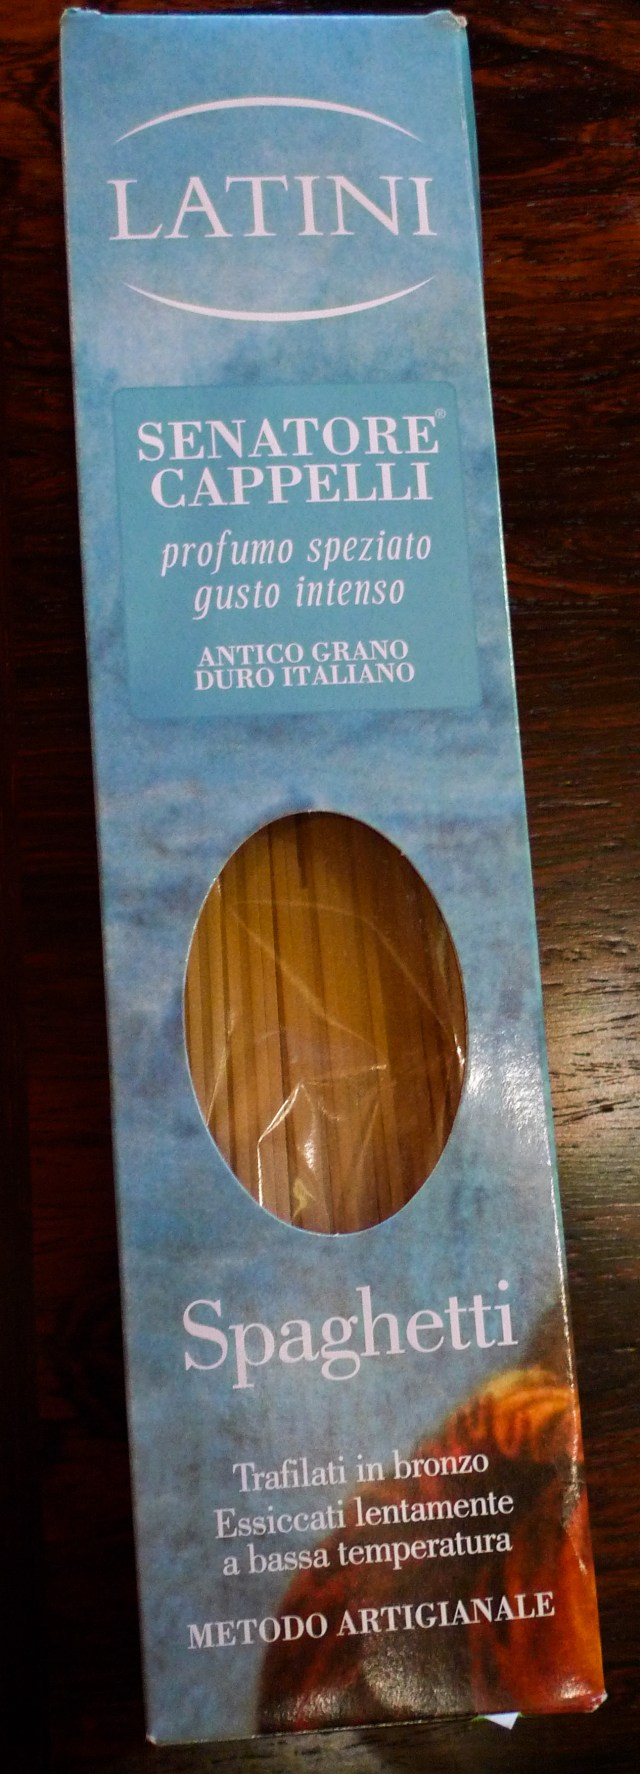 LATINI
SENATORE®
CAPPELLI
profumo speziato
gusto intenso
ANTICO GRANO
DURO ITALIANO
Spaghetti
Trafilati in bronzo
Essiccati lentamente
a bassa temperatura
METODO ARTIGIANALE